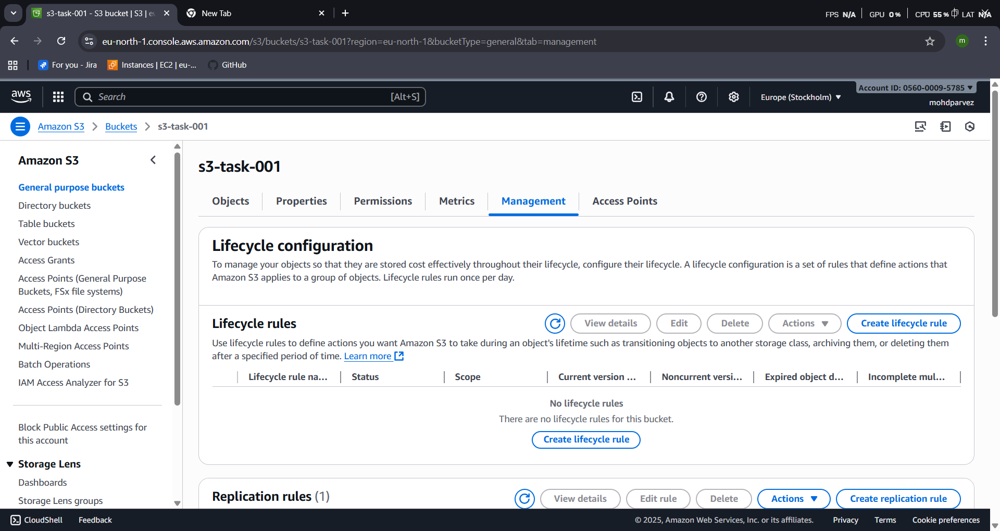 s3-task-001 - S3 bucket | S3 | eu
New Tab
FPS N/A GPU 0% CPU 55% LAT N/A
eu-north-1.console.aws.amazon.com/s3/buckets/s3-task-001?region=eu-north-1&bucketType=general&tab=management
m
For you - Jira
Instances | EC2 | eu-...
GitHub
aws
Search
[Alt+S]
Europe (Stockholm)
Account ID: 0560-0009-5785
mohdparvez
Amazon S3
Buckets
s3-task-001
Amazon S3
General purpose buckets
Directory buckets
Table buckets
Vector buckets
Access Grants
Access Points (General Purpose
Buckets, FSx file systems)
Access Points (Directory Buckets)
Object Lambda Access Points
Multi-Region Access Points
Batch Operations
IAM Access Analyzer for S3
Block Public Access settings for
this account
Storage Lens
Dashboards
Storage Lens groups
s3-task-001
Objects
Properties
Permissions
Metrics
Management
Access Points
Lifecycle configuration
To manage your objects so that they are stored cost effectively throughout their lifecycle, configure their lifecycle. A lifecycle configuration is a set of rules that define actions that
Amazon S3 applies to a group of objects. Lifecycle rules run once per day.
Lifecycle rules
View details
Edit
Delete
Actions
Create lifecycle rule
Use lifecycle rules to define actions you want Amazon S3 to take during an object's lifetime such as transitioning objects to another storage class, archiving them, or deleting them
after a specified period of time. Learn more
Lifecycle rule na...
Status
Scope
Current version ...
Noncurrent versi...
Expired object d...
Incomplete mul...
No lifecycle rules
There are no lifecycle rules for this bucket.
Create lifecycle rule
Replication rules (1)
View details
Edit rule
Delete
Actions
Create replication rule
CloudShell
Feedback
© 2025, Amazon Web Services, Inc. or its affiliates.
Privacy
Terms
Cookie preferences